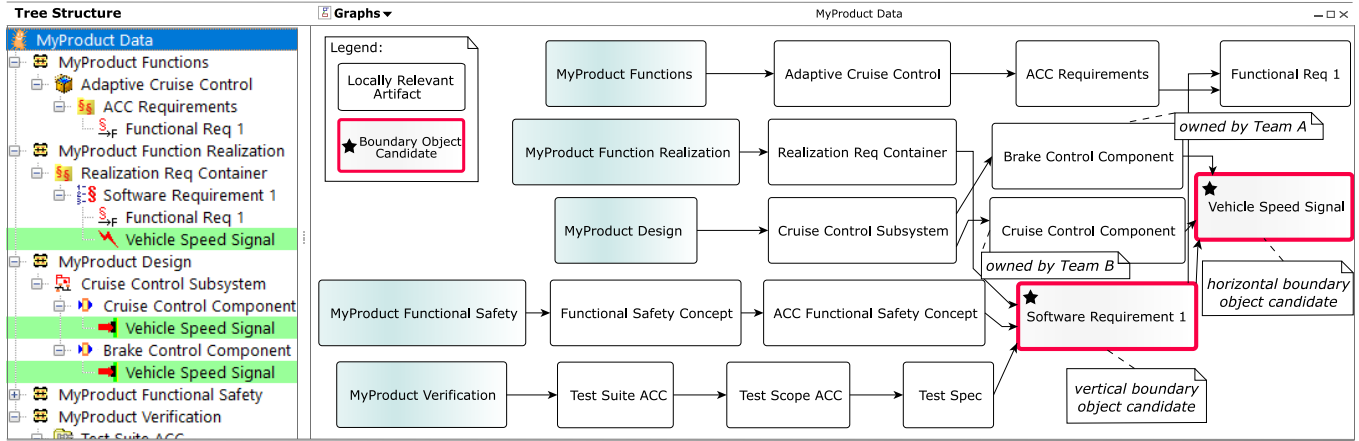 Tree Structure
MyProduct Data
MyProduct Functions
Adaptive Cruise Control
ACC Requirements
Functional Req 1
MyProduct Function Realization
Realization Req Container
Software Requirement 1
Functional Req 1
Vehicle Speed Signal
MyProduct Design
Cruise Control Subsystem
Cruise Control Component
Vehicle Speed Signal
Brake Control Component
Vehicle Speed Signal
MyProduct Functional Safety
MyProduct Verification
Test Suite ACC
Graphs
MyProduct Data
Legend:
Locally Relevant
Artifact
Boundary Object
Candidate
MyProduct Functions
Adaptive Cruise Control
ACC Requirements
Functional Req 1
owned by Team A
MyProduct Function Realization
Realization Req Container
Brake Control Component
Vehicle Speed Signal
MyProduct Design
Cruise Control Subsystem
Cruise Control Component
owned by Team B
horizontal boundary
object candidate
MyProduct Functional Safety
Functional Safety Concept
ACC Functional Safety Concept
Software Requirement 1
MyProduct Verification
Test Suite ACC
Test Scope ACC
Test Spec
vertical boundary
object candidate